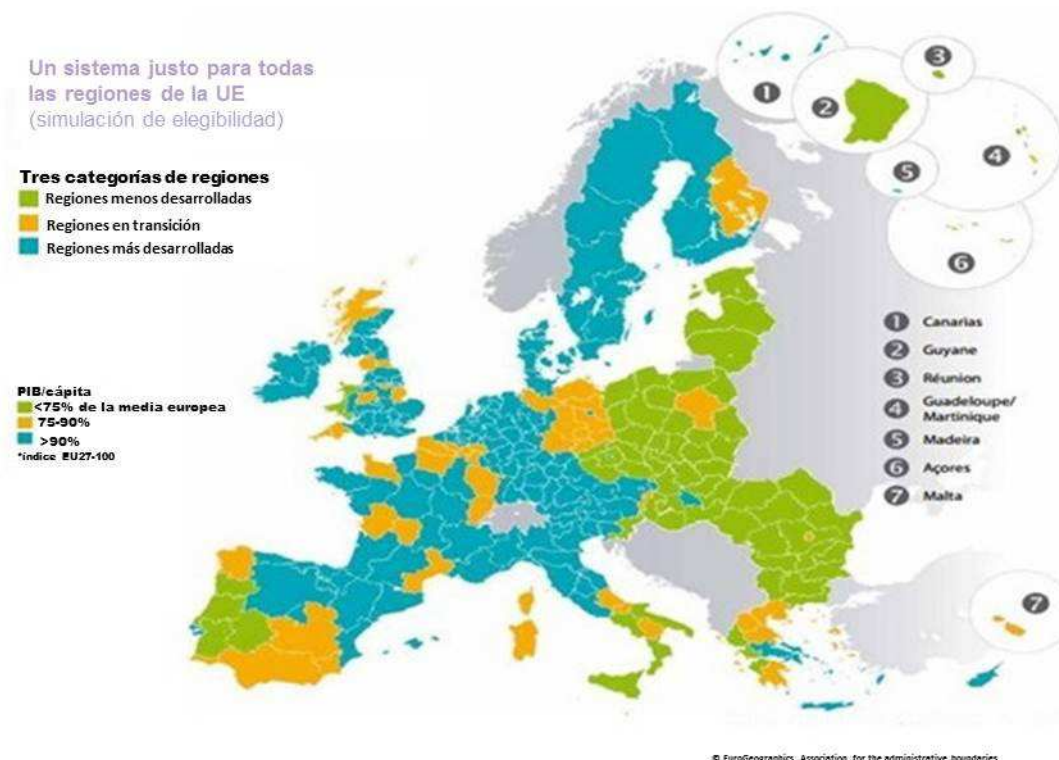 Un sistema justo para todas
las regiones de la UE
(simulación de elegibilidad)
Tres categorías de regiones
Regiones menos desarrolladas
Regiones en transición
Regiones más desarrolladas
PIB/cápita
<75% de la media europea
75-90%
>90%
*índice EU27-100
1
2
3
4
5
6
1 Canarias
2 Guyane
3 Réunion
4 Guadeloupe/
Martinique
5 Madeira
6 Açores
7 Malta
7
© EuroGeographics Association for the administrative boundaries